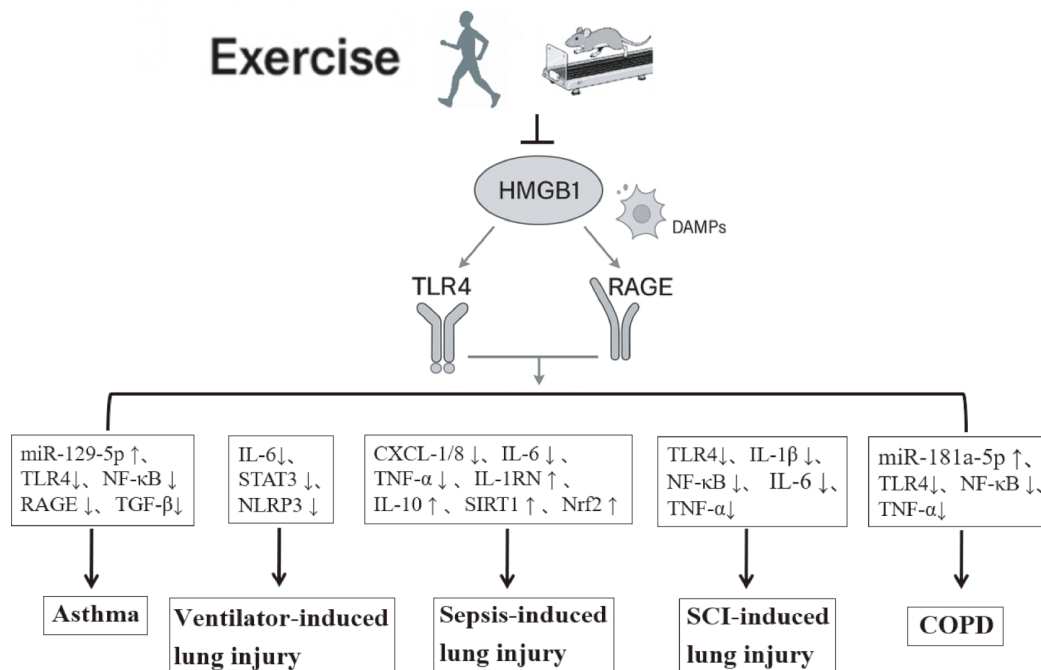 Exercise
HMGB1
DAMPs
TLR4
RAGE
miR-129-5p ↑、
TLR4↓、NF-κB ↓
RAGE ↓、TGF-β↓
IL-6↓、
STAT3 ↓、
NLRP3 ↓
CXCL-1/8 ↓、IL-6 ↓、
TNF-α ↓、IL-1RN ↑、
IL-10 ↑、SIRT1 ↑、Nrf2 ↑
TLR4↓、IL-1β ↓、
NF-κB ↓、IL-6 ↓、
TNF-α↓
miR-181a-5p ↑、
TLR4↓、NF-κB ↓、
TNF-α↓
Asthma
Ventilator-induced
lung injury
Sepsis-induced
lung injury
SCI-induced
lung injury
COPD